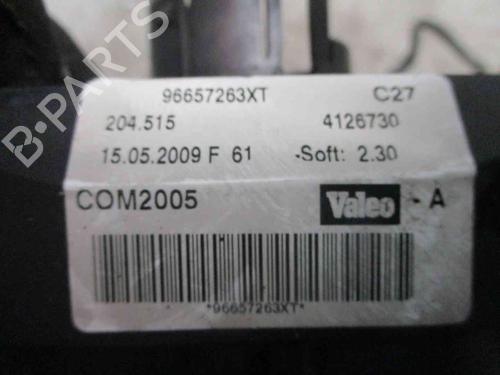 B-PARTS
96657263XT C27
204.515 4126730
15.05.2009 F 61 -Soft: 2.30
COM2005 Valeo -A
*96657263XT*